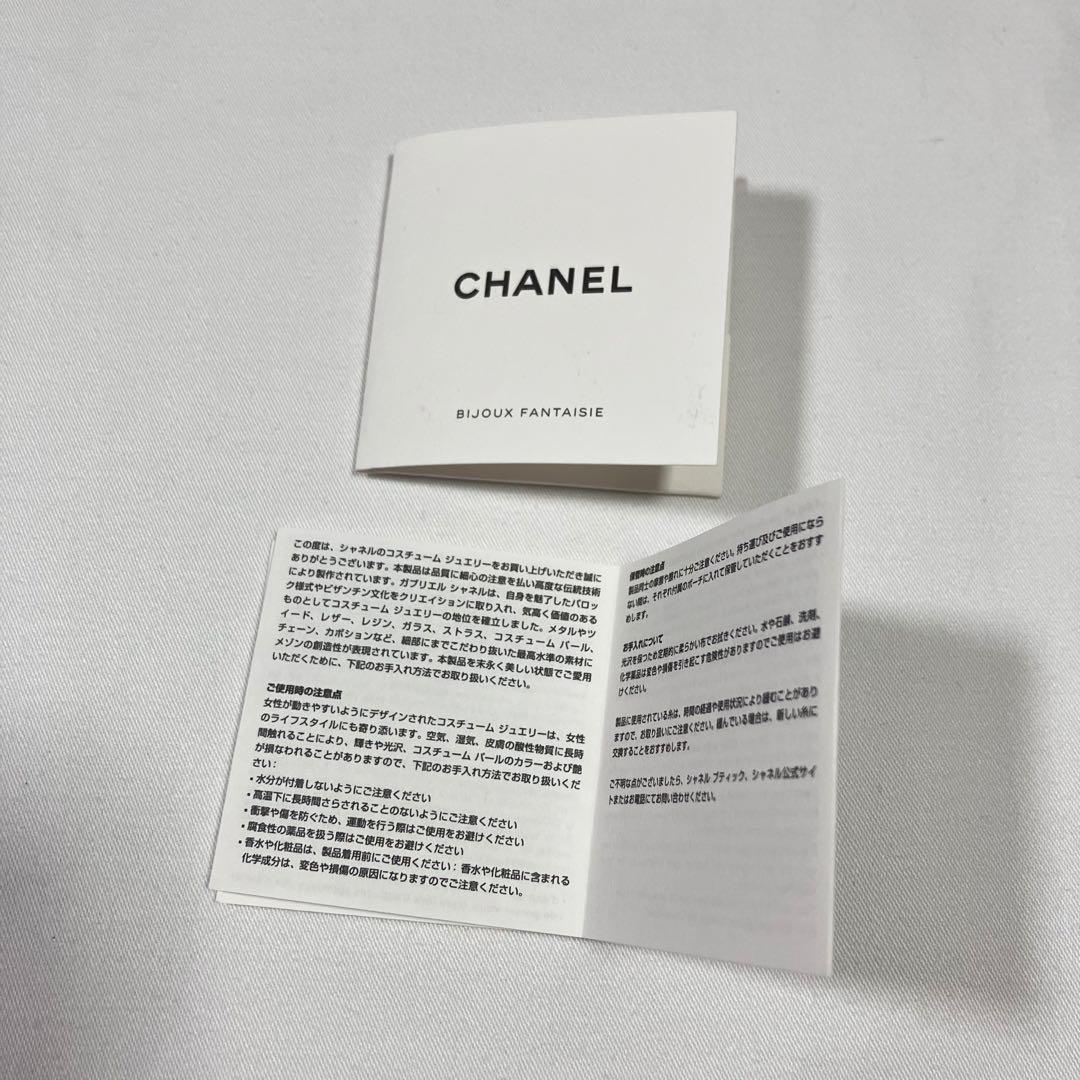 CHANEL
BIJOUX FANTAISIE
この度は、シャネルのコスチューム ジュエリーをお買い上げいただき誠に
ありがとうございます。本製品は品質に細心の注意を払い高度な伝統技術
により製作されています。ガブリエル シャネルは、自身を魅了したバロッ
ク様式やビザンチン文化をクリエイションに取り入れ、気高く価値のある
ものとしてコスチューム ジュエリーの地位を確立しました。メタルやツ
イード、レザー、レジン、ガラス、ストラス、コスチューム パール、
チェーン、カボションなど、細部にまでこだわり抜いた最高水準の素材に
メゾンの創造性が表現されています。本製品を末永く美しい状態でご愛用
いただくために、下記のお手入れ方法でお取り扱いください。
ご使用時の注意点
女性が動きやすいようにデザインされたコスチューム ジュエリーは、女性
のライフスタイルにも寄り添います。空気、湿気、皮膚の酸性物質に長時
間触れることにより、輝きや光沢、コスチューム パールのカラーおよび艶
が損なわれることがありますので、下記のお手入れ方法でお取り扱いくだ
さい:
• 水分が付着しないようにご注意ください
• 高温下に長時間さらされることのないようにご注意ください
• 衝撃や傷を防ぐため、運動を行う際はご使用をお避けください
• 腐食性の薬品を扱う際はご使用をお避けください
• 香水や化粧品は、製品着用前にご使用ください: 香水や化粧品に含まれる
化学成分は、変色や損傷の原因になりますのでご注意ください。
保管時の注意点
製品同士の摩擦や擦れに十分ご注意ください。持ち運び及びご使用になら
ない際は、それぞれ付属のポーチに入れて保管していただくことをおすす
めします。
お手入れについて
光沢を保つため定期的に柔らかい布でお拭きください。水や石鹸、洗剤、
化学薬品は変色や損傷を引き起こす危険性がありますのでご使用はお避
けください。
製品に使用されている糸は、時間の経過や使用状況により緩むことがあり
ますので、お取り扱いにご注意ください。緩んでいる場合は、新しい糸に
交換することをおすすめします。
ご不明な点がございましたら、シャネル ブティック、シャネル公式サイ
トまたはお電話にてお問い合わせください。